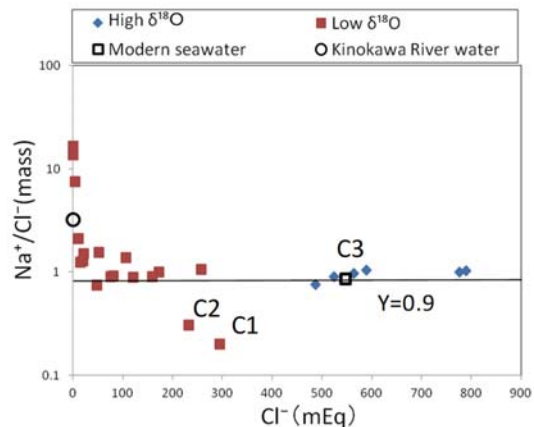 High δ¹⁸O
Low δ¹⁸O
Modern seawater
Kinokawa River water
100
10
1
0.1
Na⁺/Cl⁻(mass)
C3
Y=0.9
C2
C1
0 100 200 300 400 500 600 700 800 900
Cl⁻(mEq)